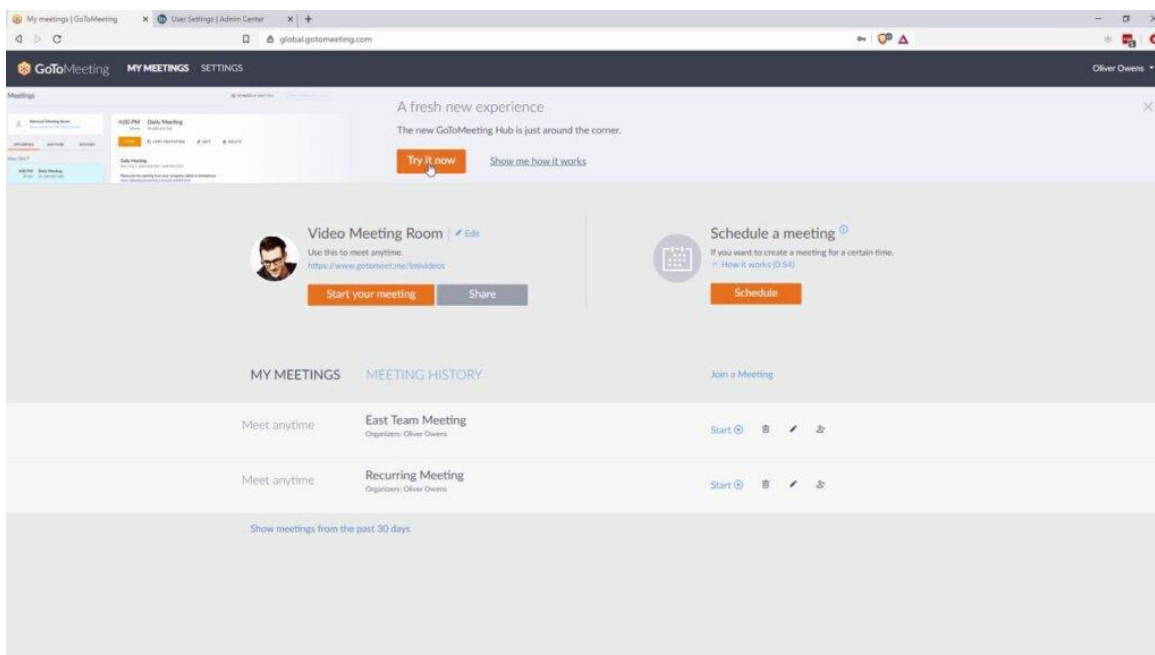 My meetings | GoToMeeting
User Settings | Admin Center
global.gotomeeting.com
GoToMeeting MY MEETINGS SETTINGS
Oliver Owens
Meetings
4:00 PM Daily Meeting
Daily Meeting
A fresh new experience
The new GoToMeeting Hub is just around the corner.
Try it now Show me how it works
Video Meeting Room | Edit
Use this to meet anytime.
https://www.gotomeet.me/lmivideos
Start your meeting Share
Schedule a meeting
If you want to create a meeting for a certain time.
How it works (0:54)
Schedule
MY MEETINGS MEETING HISTORY Join a Meeting
Meet anytime East Team Meeting Start
Organizers: Oliver Owens
Meet anytime Recurring Meeting Start
Organizers: Oliver Owens
Show meetings from the past 30 days